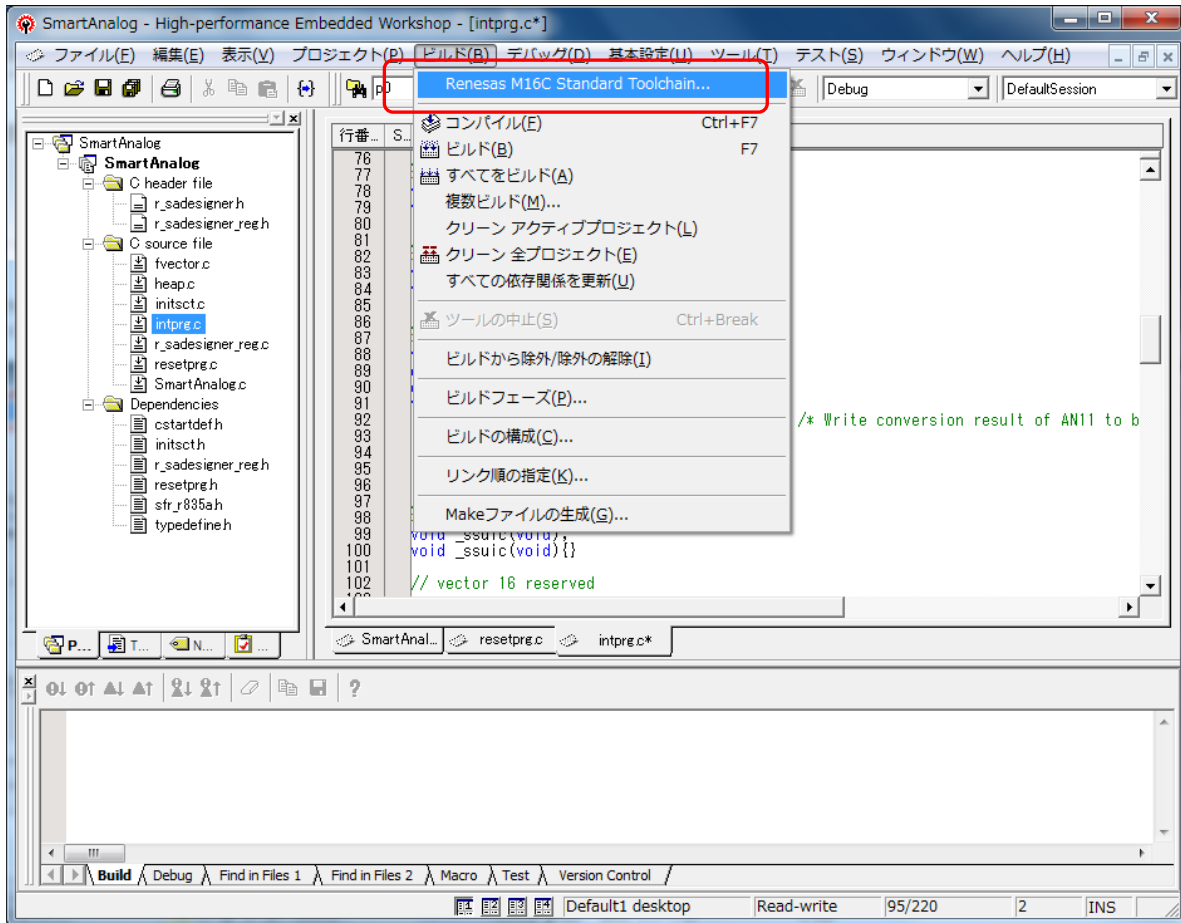 SmartAnalog - High-performance Embedded Workshop - [intprg.c*]
ファイル(F) 編集(E) 表示(V) プロジェクト(P) ビルド(B) デバッグ(D) 基本設定(U) ツール(T) テスト(S) ウィンドウ(W) ヘルプ(H)
p0
Debug
DefaultSession
Renesas M16C Standard Toolchain...
コンパイル(F) Ctrl+F7
ビルド(B) F7
すべてをビルド(A)
複数ビルド(M)...
クリーン アクティブプロジェクト(L)
クリーン 全プロジェクト(E)
すべての依存関係を更新(U)
ツールの中止(S) Ctrl+Break
ビルドから除外/除外の解除(I)
ビルドフェーズ(P)...
ビルドの構成(C)...
リンク順の指定(K)...
Makeファイルの生成(G)...
SmartAnalog
SmartAnalog
C header file
r_sadesigner.h
r_sadesigner_reg.h
C source file
fvector.c
heap.c
initsct.c
intprg.c
r_sadesigner_reg.c
resetprg.c
SmartAnalog.c
Dependencies
cstartdef.h
initsct.h
r_sadesigner_reg.h
resetprg.h
sfr_r835a.h
typedefine.h
P... T... N... ...
行番... S...
76
77
78
79
80
81
82
83
84
85
86
87
88
89
90
91
92 /* Write conversion result of AN11 to b
93
94
95
96
97
98
99 void _ssuic(void);
100 void _ssuic(void){}
101
102 // vector 16 reserved
SmartAnal... resetprg.c intprg.c*
Build Debug Find in Files 1 Find in Files 2 Macro Test Version Control
Default1 desktop Read-write 95/220 2 INS